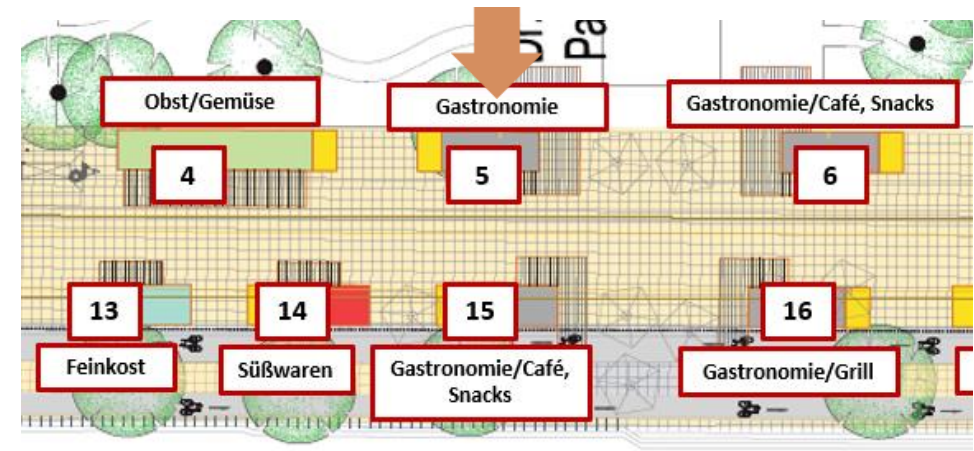 Obst/Gemüse
Gastronomie
Gastronomie/Café, Snacks
4
5
6
13
14
15
16
Feinkost
Süßwaren
Gastronomie/Café,
Snacks
Gastronomie/Grill